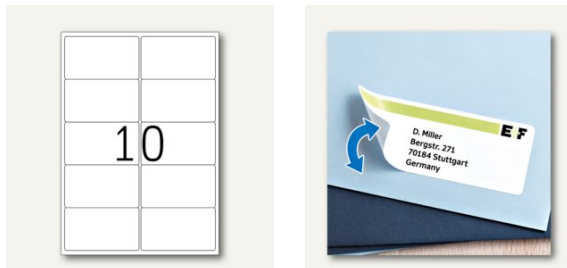 10
E F
D. Miller
Bergstr. 271
70184 Stuttgart
Germany